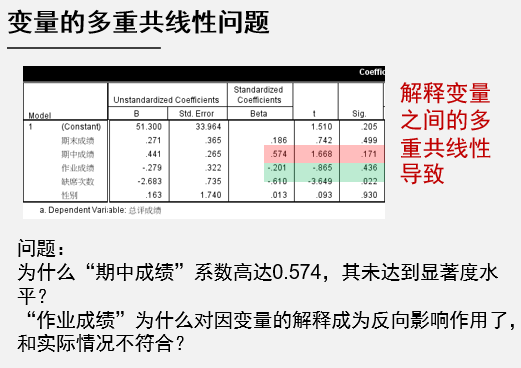 变量的多重共线性问题
Coeffic
Unstandardized Coefficients Standardized Coefficients
Model B Std. Error Beta t Sig.
1 (Constant) 51.300 33.964 1.510 .205
期末成绩 .271 .365 .186 .742 .499
期中成绩 .441 .265 .574 1.668 .171
作业成绩 -.279 .322 -.201 -.865 .436
缺席次数 -2.683 .735 -.610 -3.649 .022
性别 .163 1.740 .013 .093 .930
a. Dependent Variable: 总评成绩
解释变量
之间的多
重共线性
导致
问题：
为什么“期中成绩”系数高达0.574，其未达到显著度水
平？
“作业成绩”为什么对因变量的解释成为反向影响作用了，
和实际情况不符合？